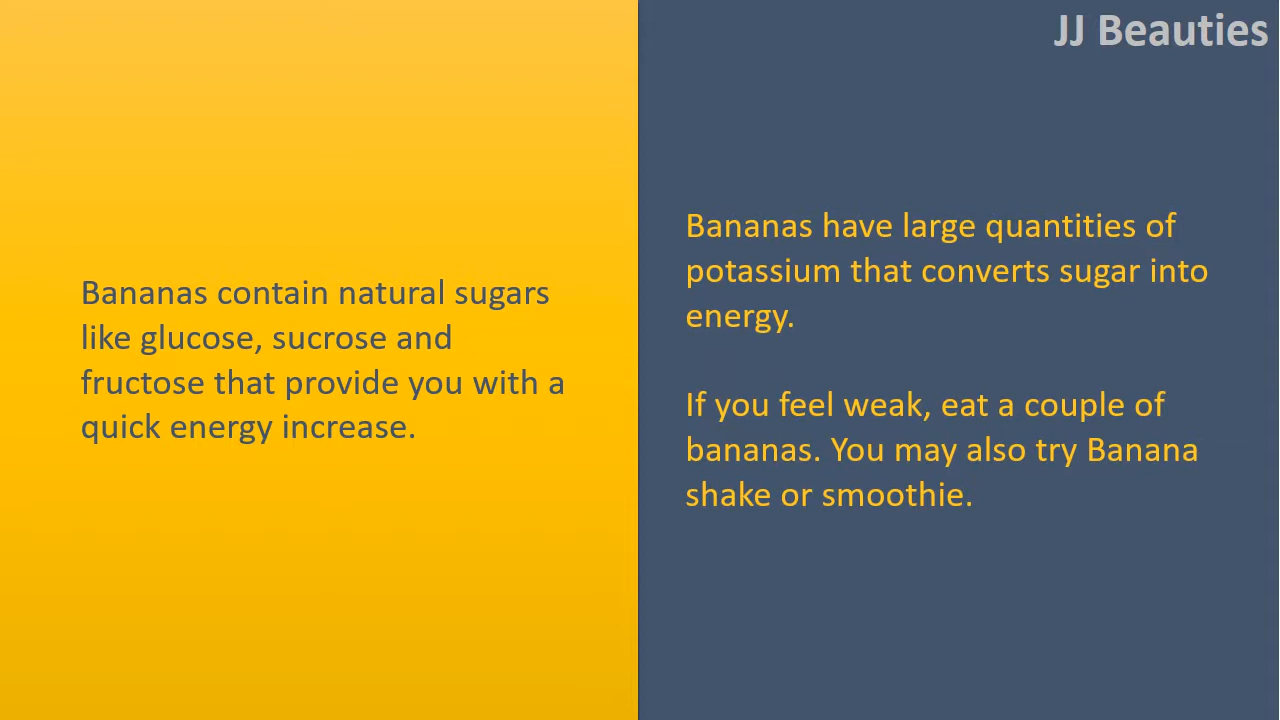 JJ Beauties
Bananas contain natural sugars
like glucose, sucrose and
fructose that provide you with a
quick energy increase.
Bananas have large quantities of
potassium that converts sugar into
energy.
If you feel weak, eat a couple of
bananas. You may also try Banana
shake or smoothie.